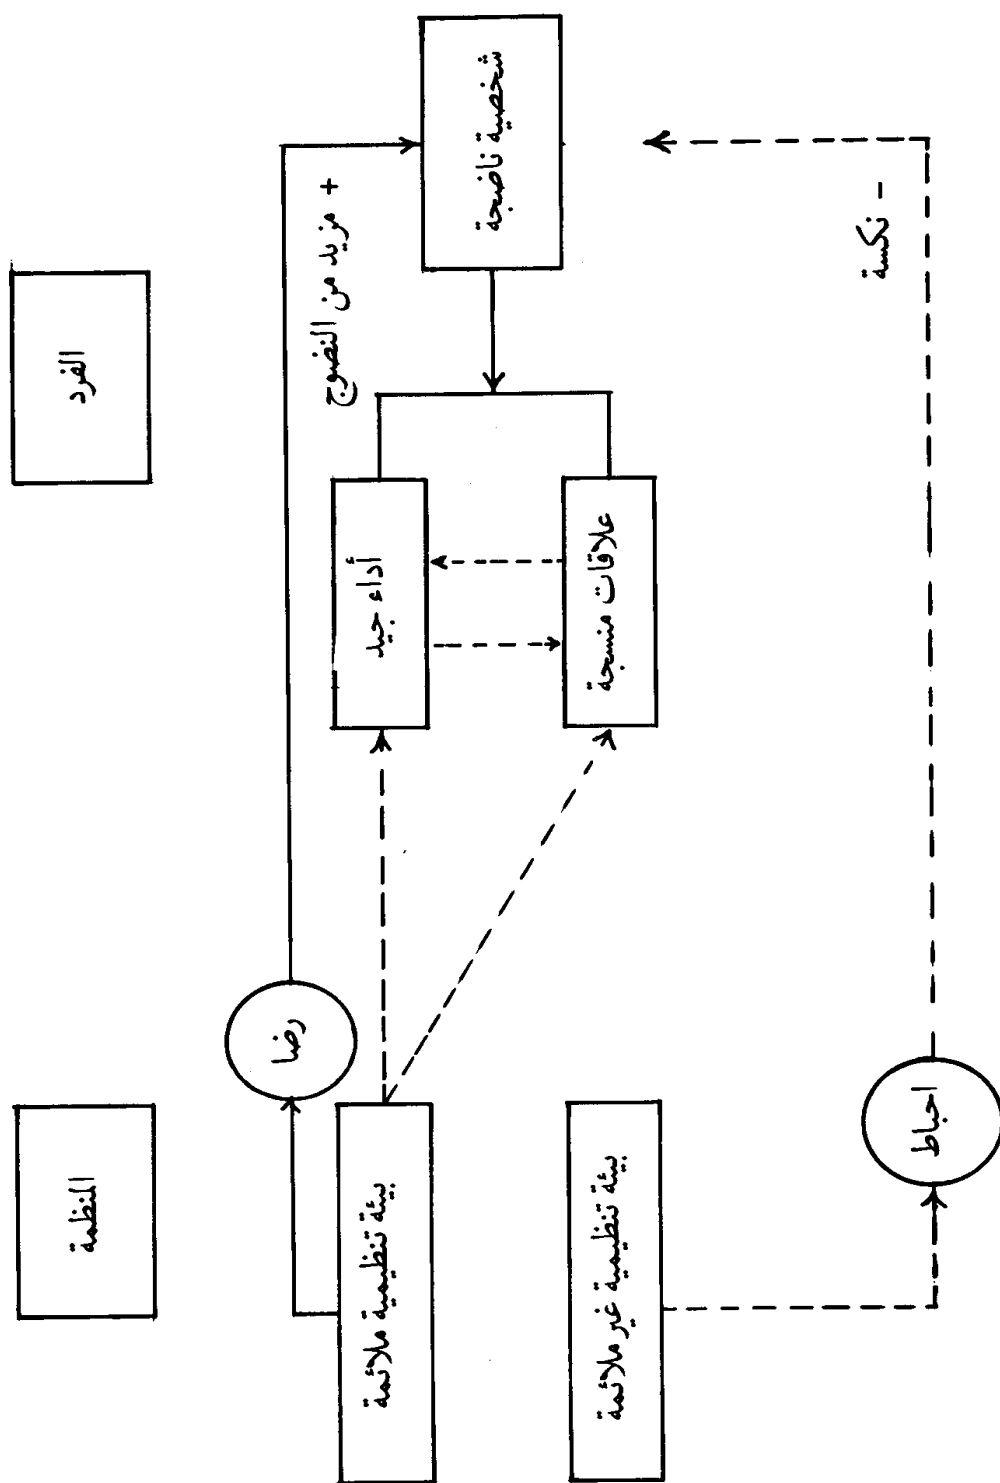 الفرد
المنظمة
شخصية ناضجة
+ مزيد من النضوج
أداء جيد
علاقات منسجة
رضا
بيئة تنظيمية ملائمة
بيئة تنظيمية غير ملائمة
- نكسة
احباط